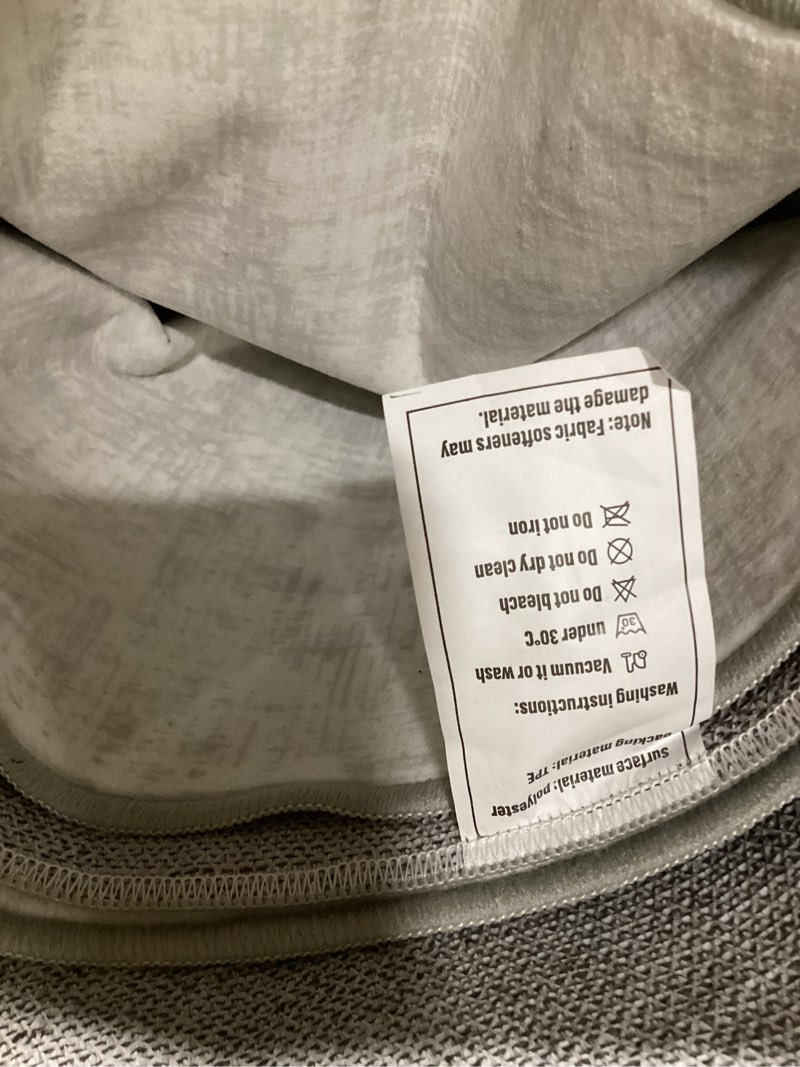 Surface material: polyester
Backing material: TPE
Washing instructions:
Vacuum it or wash
30 under 30°C
Do not bleach
Do not dry clean
Do not iron
Note: Fabric softeners may
damage the material.